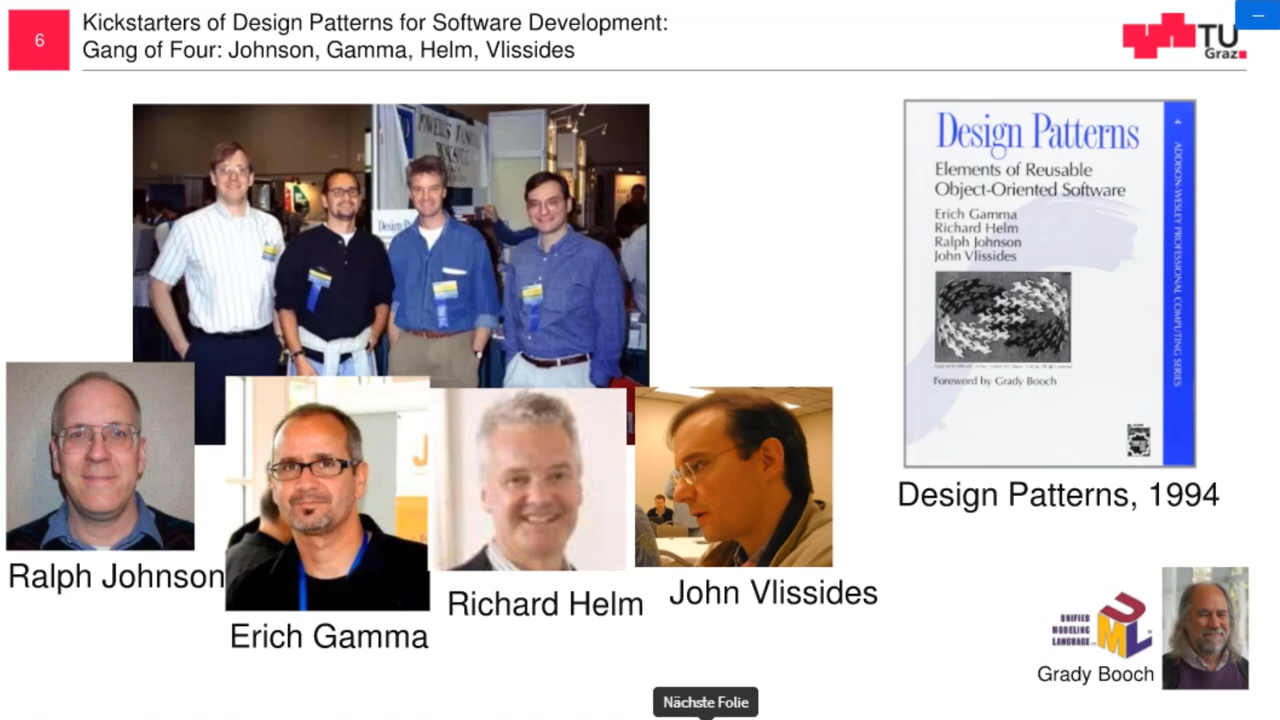 6
Kickstarters of Design Patterns for Software Development:
Gang of Four: Johnson, Gamma, Helm, Vlissides
TU
Graz
Design Patterns
Elements of Reusable
Object-Oriented Software
Erich Gamma
Richard Helm
Ralph Johnson
John Vlissides
Foreword by Grady Booch
ADDISON-WESLEY PROFESSIONAL COMPUTING SERIES
Design Patterns, 1994
Ralph Johnson
Erich Gamma
Richard Helm
John Vlissides
UNIFIED
MODELING
LANGUAGE
UML
Grady Booch
Nächste Folie